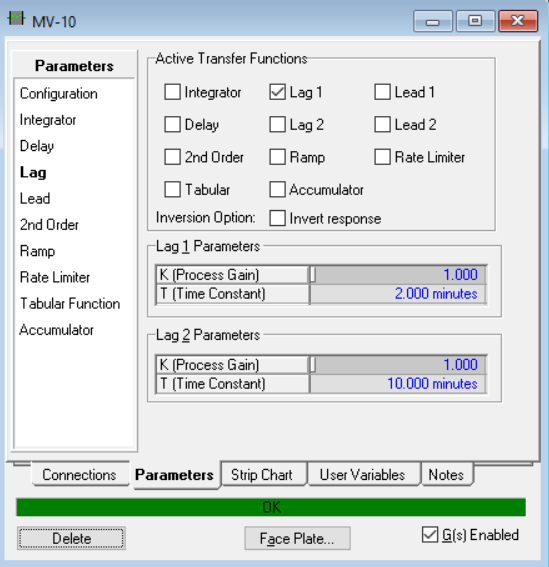 MV-10
Parameters
Configuration
Integrator
Delay
Lag
Lead
2nd Order
Ramp
Rate Limiter
Tabular Function
Accumulator
Active Transfer Functions
Integrator Lag 1 Lead 1
Delay Lag 2 Lead 2
2nd Order Ramp Rate Limiter
Tabular Accumulator
Inversion Option: Invert response
Lag 1 Parameters
K (Process Gain) 1.000
T (Time Constant) 2.000 minutes
Lag 2 Parameters
K (Process Gain) 1.000
T (Time Constant) 10.000 minutes
Connections Parameters Strip Chart User Variables Notes
OK
Delete Face Plate... G(s) Enabled